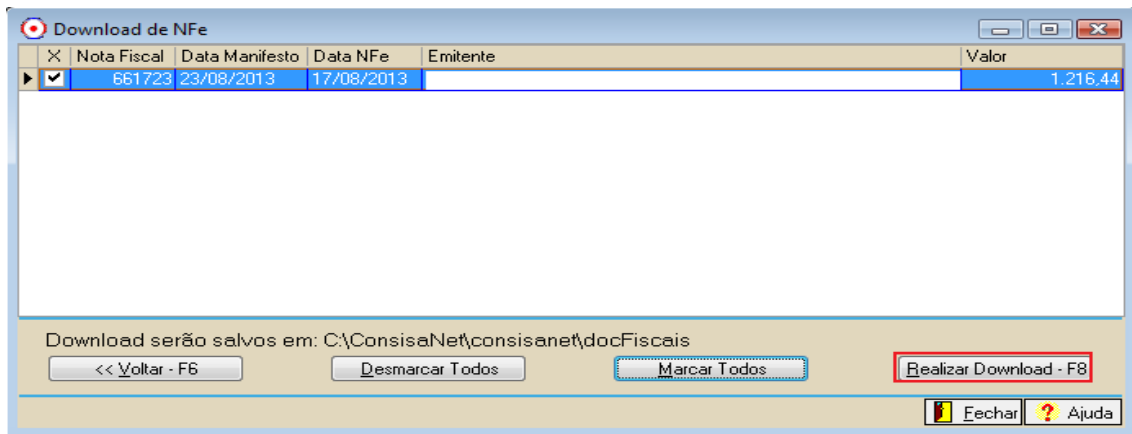 Download de NFe
X Nota Fiscal Data Manifesto Data NFe Emitente Valor
661723 23/08/2013 17/08/2013 1.216,44
Download serão salvos em: C:\ConsisaNet\consisanet\docFiscais
<< Voltar - F6 Desmarcar Todos Marcar Todos Realizar Download - F8
Fechar ? Ajuda